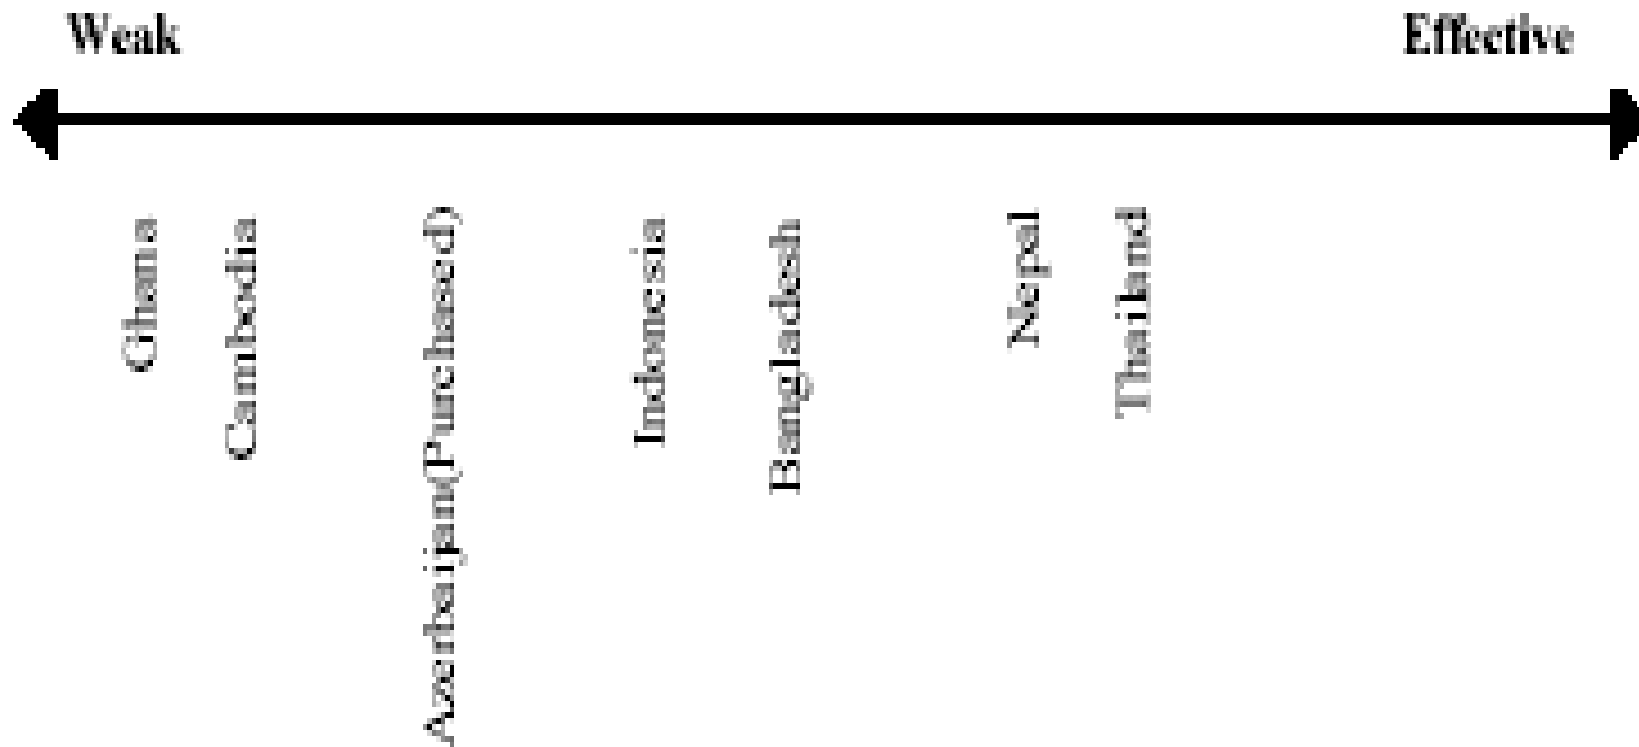 Weak Effective
Ghana
Cambodia
Azerbaijan(Purchased)
Indonesia
Bangladesh
Nepal
Thailand